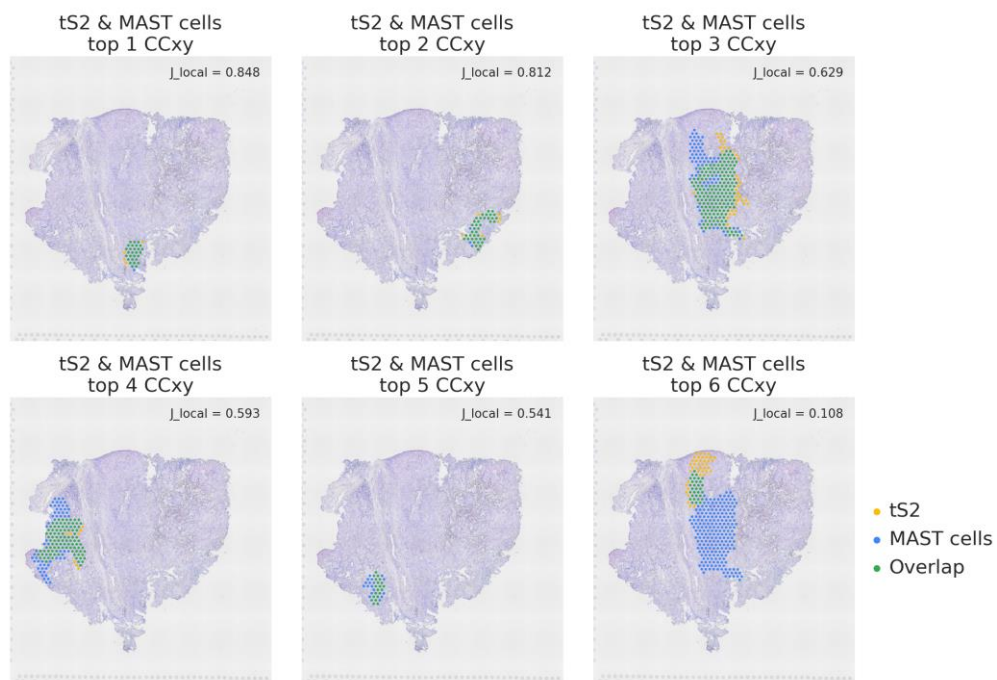 tS2 & MAST cells
top 1 CCxy
J_local = 0.848
tS2 & MAST cells
top 2 CCxy
J_local = 0.812
tS2 & MAST cells
top 3 CCxy
J_local = 0.629
tS2 & MAST cells
top 4 CCxy
J_local = 0.593
tS2 & MAST cells
top 5 CCxy
J_local = 0.541
tS2 & MAST cells
top 6 CCxy
J_local = 0.108
tS2
MAST cells
Overlap